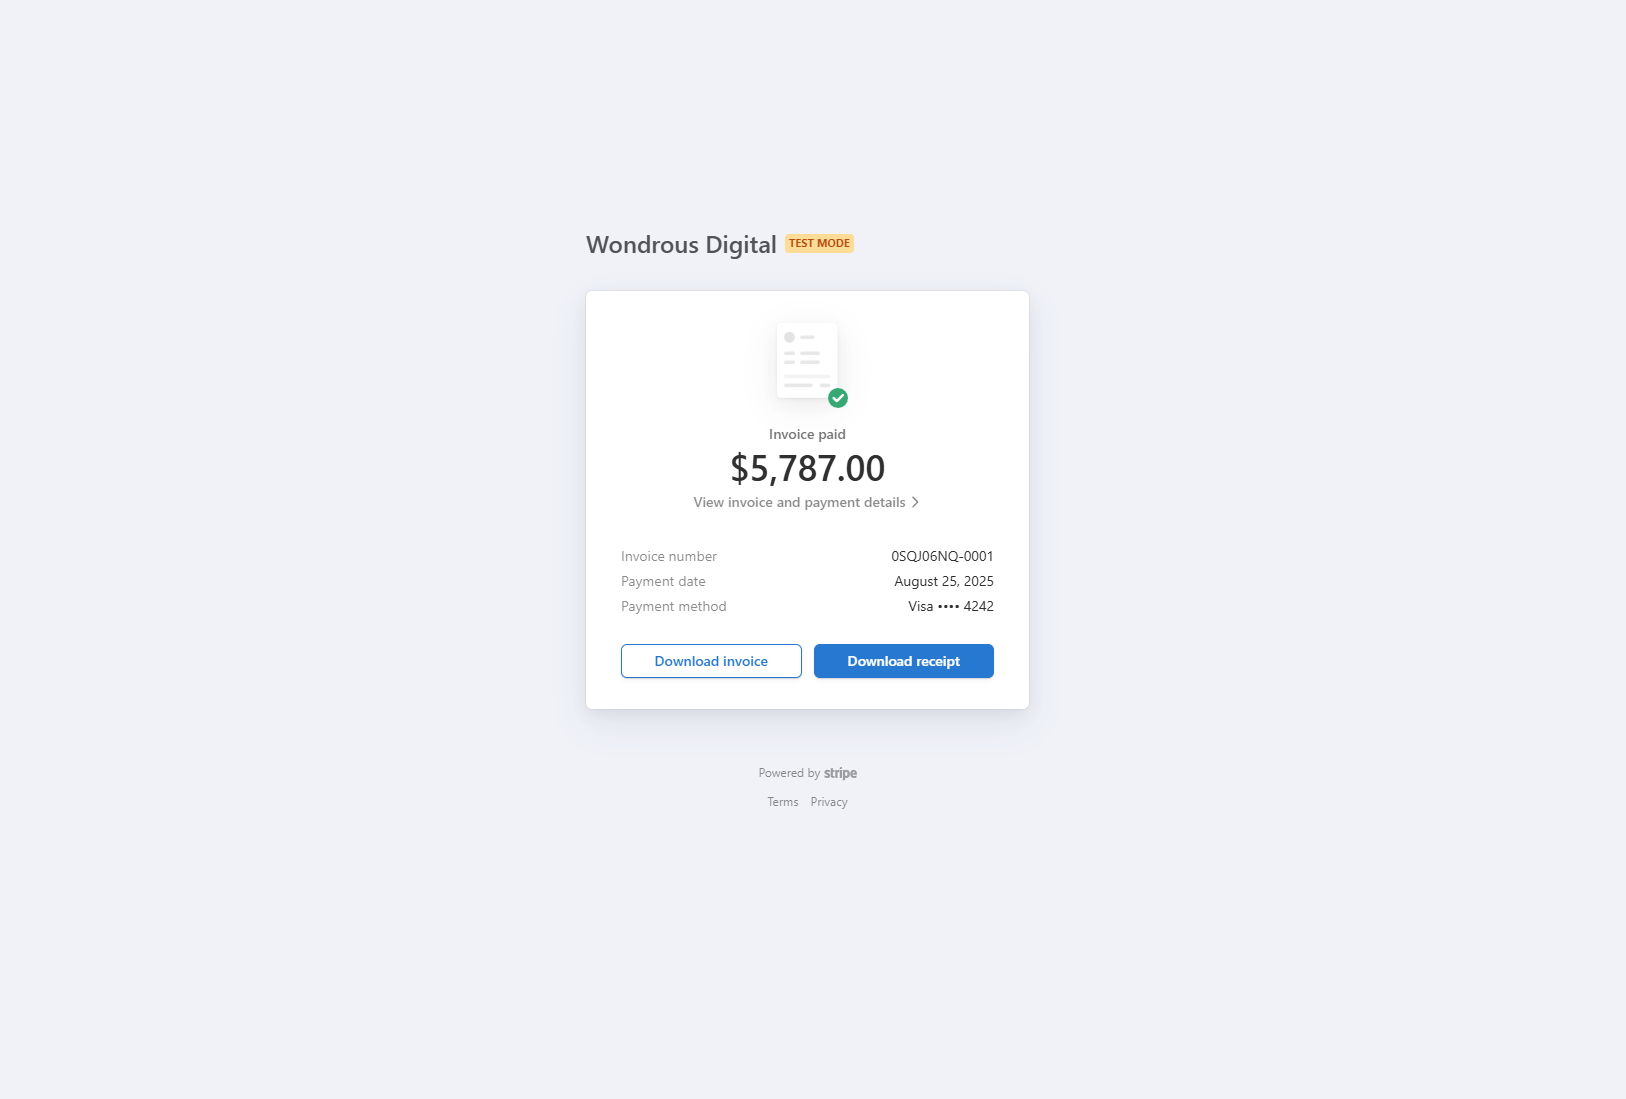 Wondrous Digital TEST MODE
Invoice paid
$5,787.00
View invoice and payment details
Invoice number 0SQJ06NQ-0001
Payment date August 25, 2025
Payment method Visa •••• 4242
Download invoice Download receipt
Powered by stripe
Terms Privacy